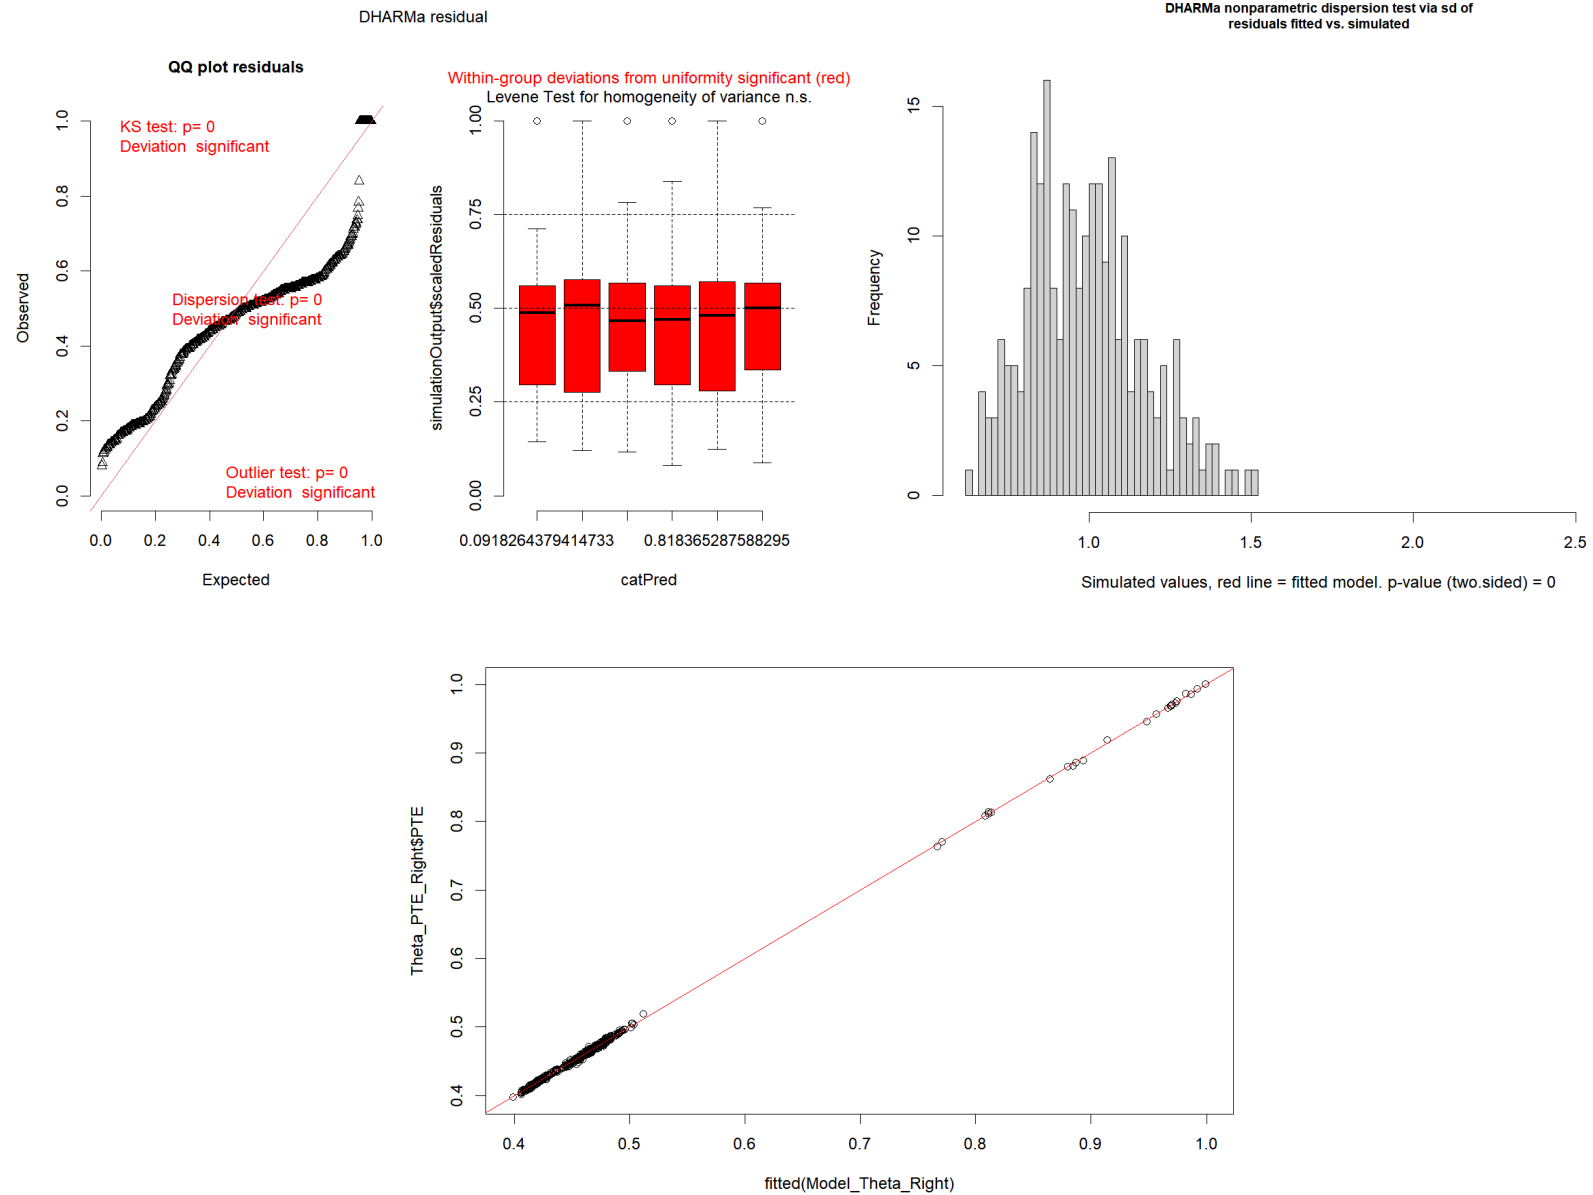 DHARMa residual
QQ plot residuals
KS test: p= 0
Deviation  significant
Dispersion test: p= 0
Deviation  significant
Outlier test: p= 0
Deviation  significant
Observed
0.0 0.2 0.4 0.6 0.8 1.0
0.0 0.2 0.4 0.6 0.8 1.0
Expected
Within-group deviations from uniformity significant (red)
Levene Test for homogeneity of variance n.s.
simulationOutput$scaledResiduals
0.00 0.25 0.50 0.75 1.00
0.0918264379414733 0.818365287588295
catPred
DHARMa nonparametric dispersion test via sd of
residuals fitted vs. simulated
Frequency
0 5 10 15
1.0 1.5 2.0 2.5
Simulated values, red line = fitted model. p-value (two.sided) = 0
Theta_PTE_Right$PTE
0.4 0.5 0.6 0.7 0.8 0.9 1.0
0.4 0.5 0.6 0.7 0.8 0.9 1.0
fitted(Model_Theta_Right)